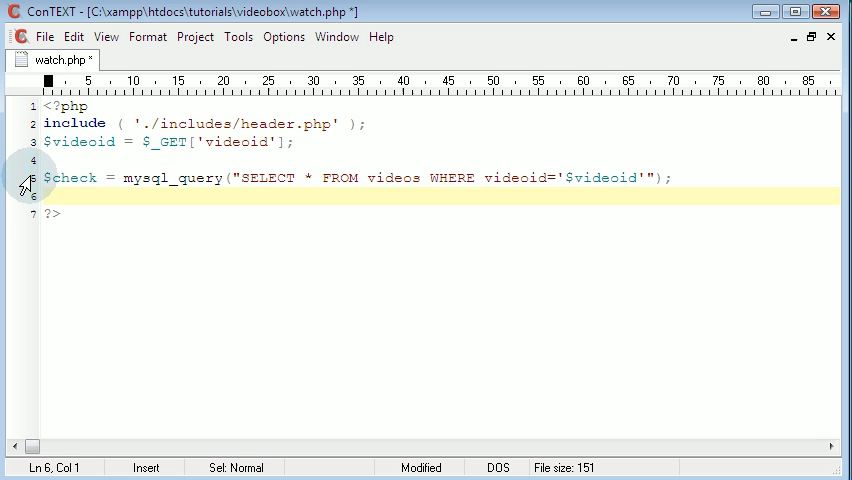 ConTEXT - [C:\xampp\htdocs\tutorials\videobox\watch.php *]
File Edit View Format Project Tools Options Window Help
watch.php *
5 10 15 20 25 30 35 40 45 50 55 60 65 70 75 80 85
1 <?php
2 include ( './includes/header.php' );
3 $videoid = $_GET['videoid'];
4
5 $check = mysql_query("SELECT * FROM videos WHERE videoid='$videoid'");
6
7 ?>
Ln 6, Col 1 Insert Sel: Normal Modified DOS File size: 151